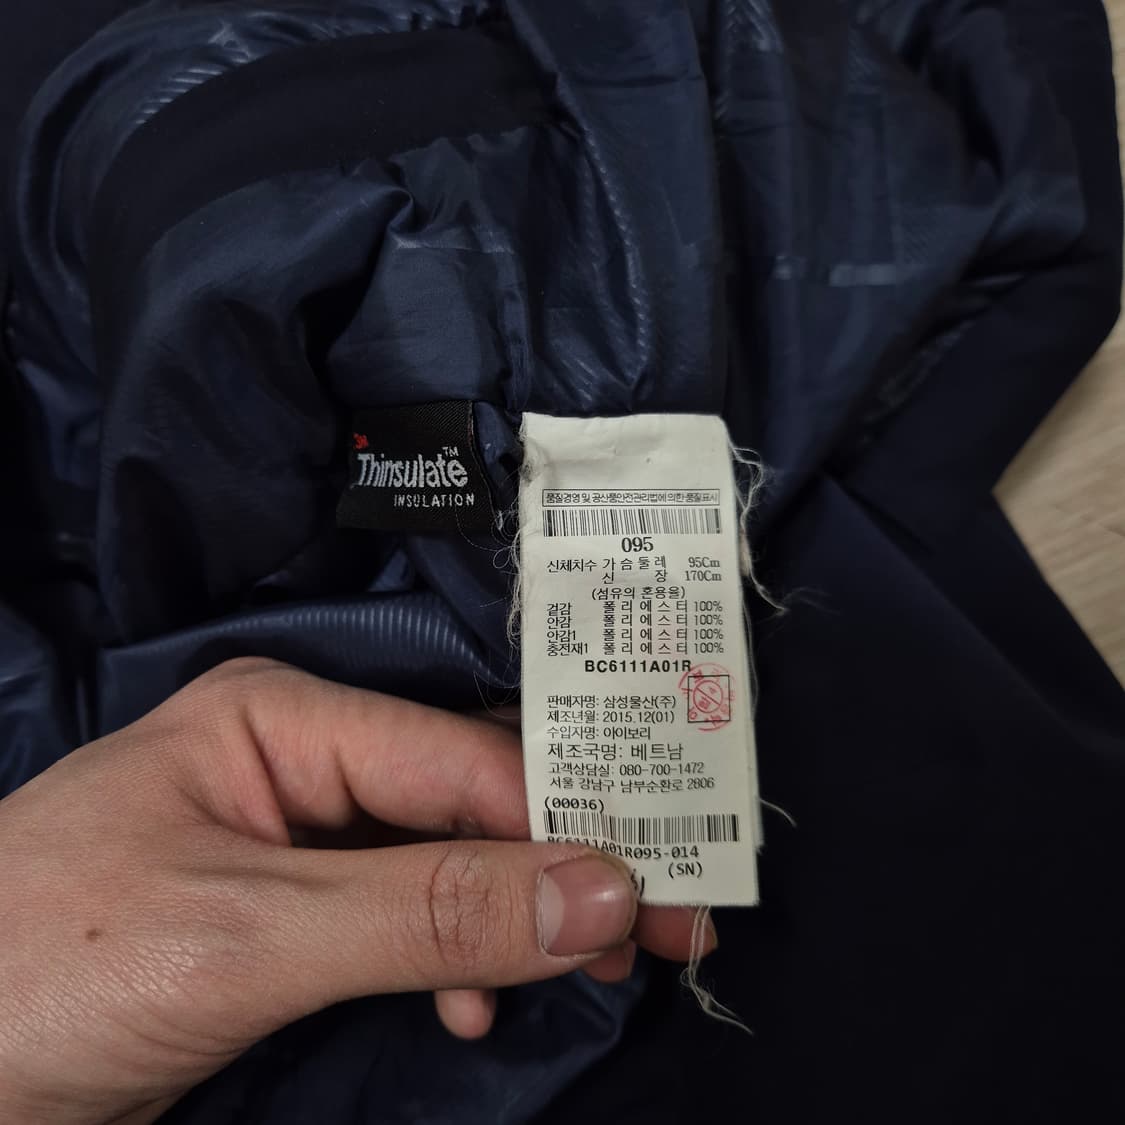 3M
Thinsulate™
INSULATION
품질경영 및 공산품안전관리법에 의한 품질표시
095
신체치수 가 슴 둘 레 95Cm
신 장 170Cm
(섬유의 혼용율)
겉감 폴 리 에 스 터 100%
안감 폴 리 에 스 터 100%
안감1 폴 리 에 스 터 100%
충전재1 폴 리 에 스 터 100%
BC6111A01R
판매자명: 삼성물산(주)
제조년월: 2015.12(01)
수입자명: 아이보리
제조국명: 베트남
고객상담실: 080-700-1472
서울 강남구 남부순환로 2806
(00036)
BC6111A01R095-014
(SN)